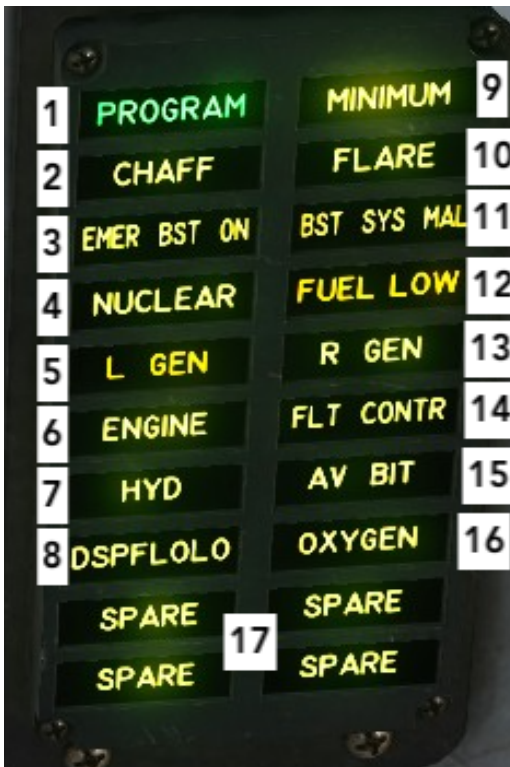 1 PROGRAM MINIMUM 9
2 CHAFF FLARE 10
3 EMER BST ON BST SYS MAL 11
4 NUCLEAR FUEL LOW 12
5 L GEN R GEN 13
6 ENGINE FLT CONTR 14
7 HYD AV BIT 15
8 DSPFLOLO OXYGEN 16
SPARE SPARE
17
SPARE SPARE